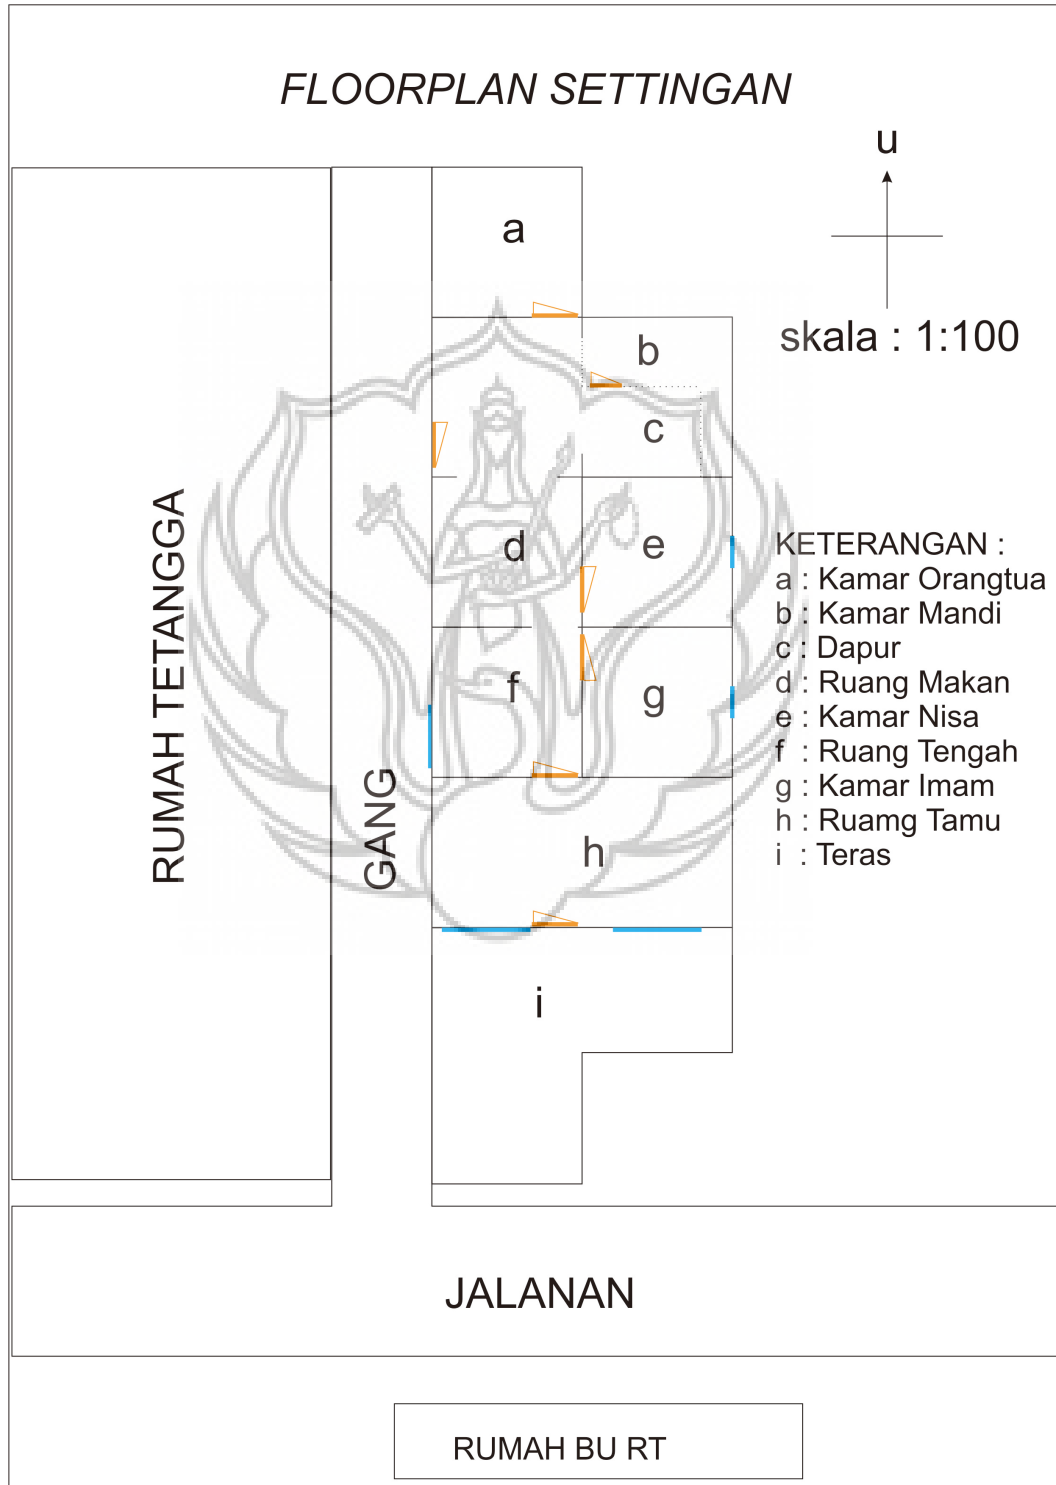 FLOORPLAN SETTINGAN
u
skala : 1:100
a
b
c
d
e
f
g
h
i
RUMAH TETANGGA
GANG
KETERANGAN :
a : Kamar Orangtua
b : Kamar Mandi
c : Dapur
d : Ruang Makan
e : Kamar Nisa
f : Ruang Tengah
g : Kamar Imam
h : Ruamg Tamu
i : Teras
JALANAN
RUMAH BU RT